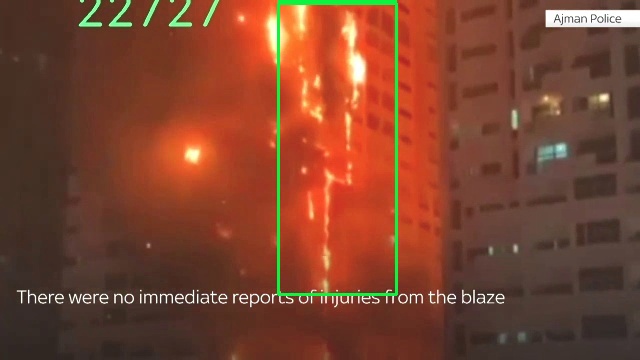 22/27
Ajman Police
There were no immediate reports of injuries from the blaze